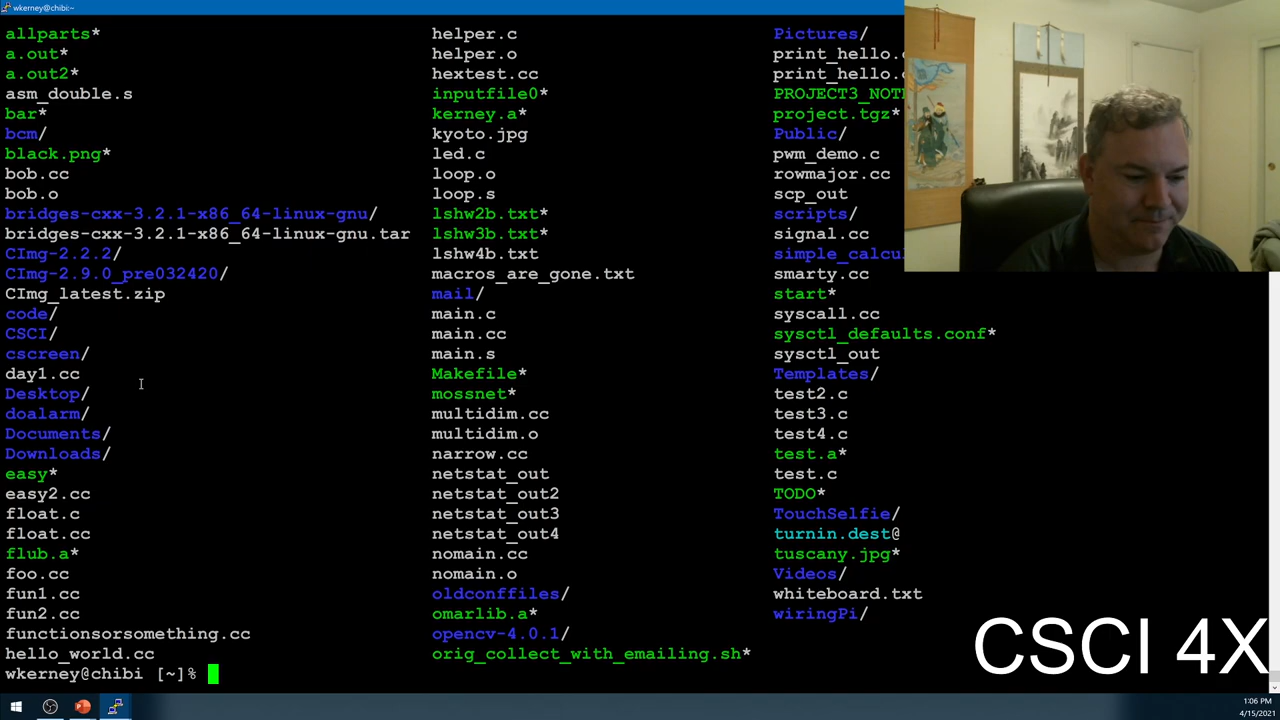 wkerney@chibi:~
allparts* helper.c Pictures/
a.out* helper.o print_hello.
a.out2* hextest.cc print_hello.
asm_double.s inputfile0* PROJECT3_NOT
bar* kerney.a* project.tgz*
bcm/ kyoto.jpg Public/
black.png* led.c pwm_demo.c
bob.cc loop.o rowmajor.cc
bob.o loop.s scp_out
bridges-cxx-3.2.1-x86_64-linux-gnu/ lshw2b.txt* scripts/
bridges-cxx-3.2.1-x86_64-linux-gnu.tar lshw3b.txt* signal.cc
CImg-2.2.2/ lshw4b.txt simple_calcu
CImg-2.9.0_pre032420/ macros_are_gone.txt smarty.cc
CImg_latest.zip mail/ start*
code/ main.c syscall.cc
CSCI/ main.cc sysctl_defaults.conf*
cscreen/ main.s sysctl_out
day1.cc Makefile* Templates/
Desktop/ mossnet* test2.c
doalarm/ multidim.cc test3.c
Documents/ multidim.o test4.c
Downloads/ narrow.cc test.a*
easy* netstat_out test.c
easy2.cc netstat_out2 TODO*
float.c netstat_out3 TouchSelfie/
float.cc netstat_out4 turnin.dest@
flub.a* nomain.cc tuscany.jpg*
foo.cc nomain.o Videos/
fun1.cc oldconffiles/ whiteboard.txt
fun2.cc omarlib.a* wiringPi/
functionsorsomething.cc opencv-4.0.1/
hello_world.cc orig_collect_with_emailing.sh*
wkerney@chibi [~]%
CSCI 4X
1:06 PM
4/15/2021